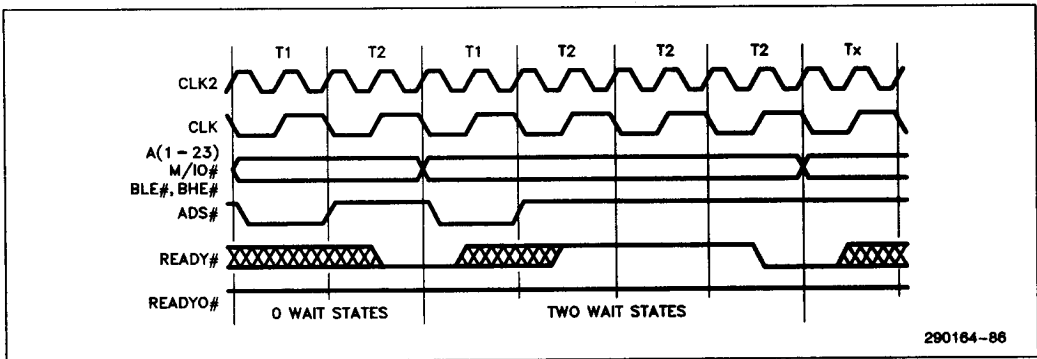 T1 T2 T1 T2 T2 T2 Tx
CLK2
CLK
A(1-23)
M/IO#
BLE#, BHE#
ADS#
READY#
READYO#
0 WAIT STATES TWO WAIT STATES
290164-86